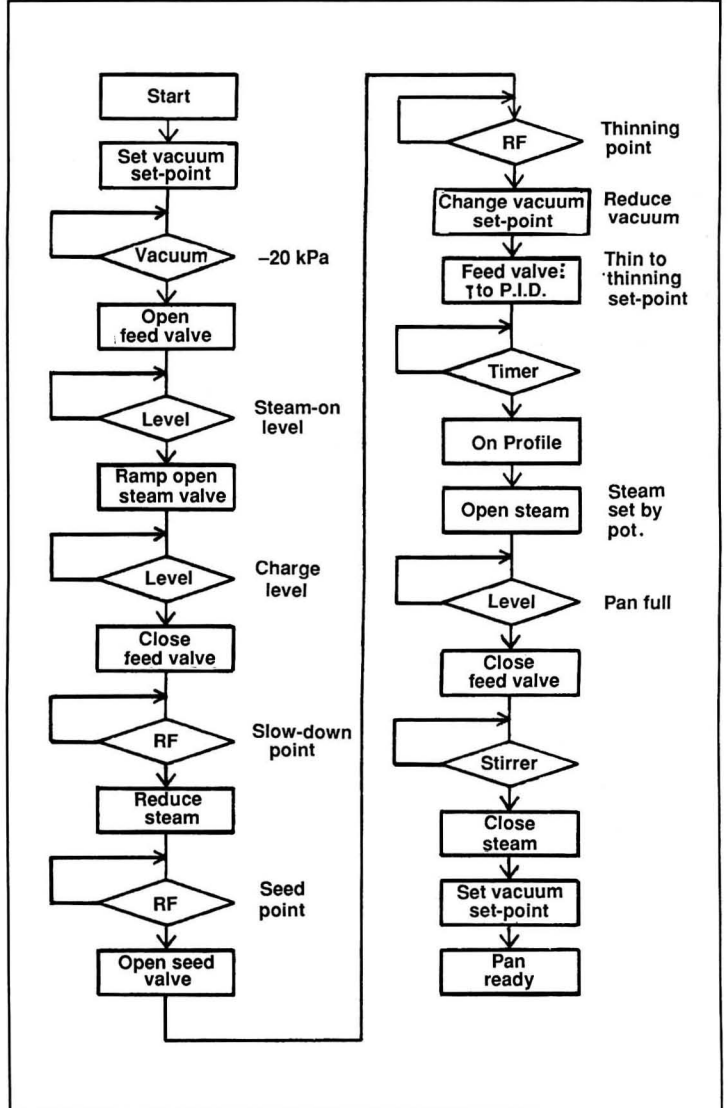 Start
Set vacuum
set-point
Vacuum
–20 kPa
Open
feed valve
Level
Steam-on
level
Ramp open
steam valve
Level
Charge
level
Close
feed valve
RF
Slow-down
point
Reduce
steam
RF
Seed
point
Open seed
valve
RF
Thinning
point
Change vacuum
set-point
Reduce
vacuum
Feed valve
to P.I.D.
Thin to
thinning
set-point
Timer
On Profile
Open steam
Steam
set by
pot.
Level
Pan full
Close
feed valve
Stirrer
Close
steam
Set vacuum
set-point
Pan
ready